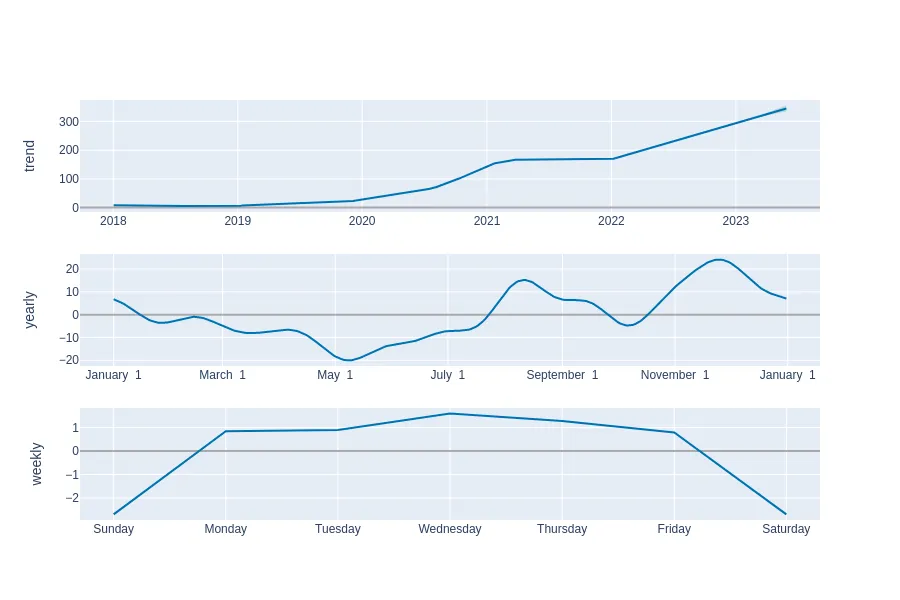 trend
300
200
100
0
2018 2019 2020 2021 2022 2023
yearly
20
10
0
−10
−20
January 1 March 1 May 1 July 1 September 1 November 1 January 1
weekly
1
0
−1
−2
Sunday Monday Tuesday Wednesday Thursday Friday Saturday